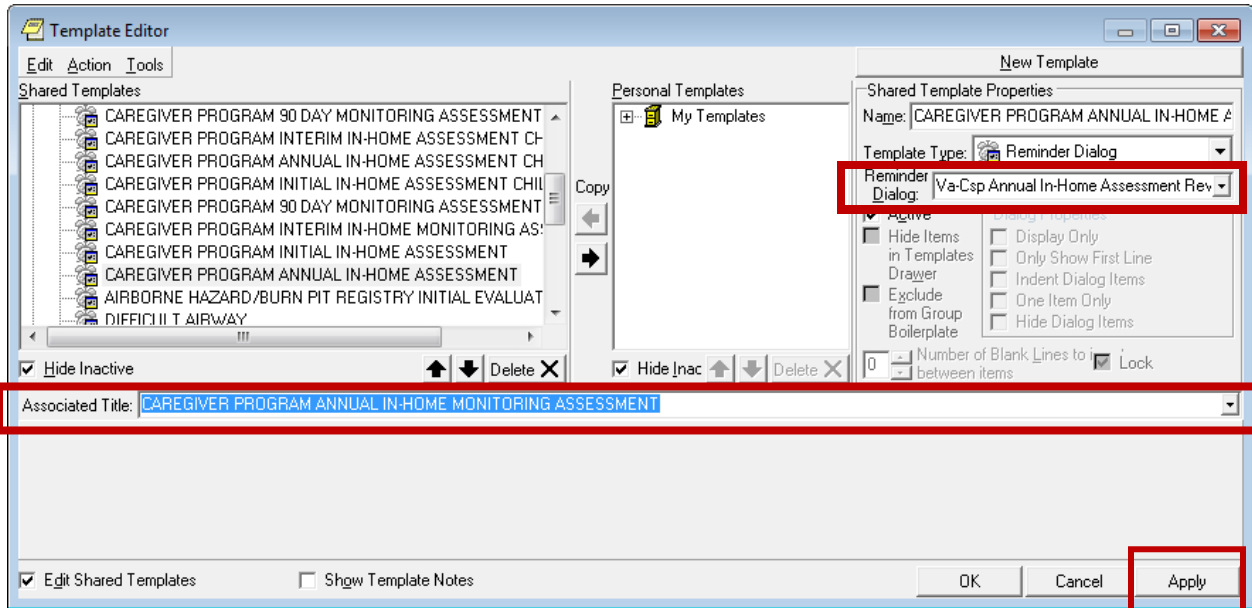 Template Editor
Edit Action Tools
New Template
Shared Templates
CAREGIVER PROGRAM 90 DAY MONITORING ASSESSMENT
CAREGIVER PROGRAM INTERIM IN-HOME ASSESSMENT CH
CAREGIVER PROGRAM ANNUAL IN-HOME ASSESSMENT CH
CAREGIVER PROGRAM INITIAL IN-HOME ASSESSMENT CHIL
CAREGIVER PROGRAM 90 DAY MONITORING ASSESSMENT
CAREGIVER PROGRAM INTERIM IN-HOME MONITORING AS
CAREGIVER PROGRAM INITIAL IN-HOME ASSESSMENT
CAREGIVER PROGRAM ANNUAL IN-HOME ASSESSMENT
AIRBORNE HAZARD/BURN PIT REGISTRY INITIAL EVALUAT
DIFFICULT AIRWAY
Hide Inactive
Delete
Copy
Personal Templates
My Templates
Hide Inac
Delete
Shared Template Properties
Name: CAREGIVER PROGRAM ANNUAL IN-HOME A
Template Type: Reminder Dialog
Reminder Dialog: Va-Csp Annual In-Home Assessment Rev
Active
Hide Items
in Templates
Drawer
Exclude
from Group
Boilerplate
Dialog Properties
Display Only
Only Show First Line
Indent Dialog Items
One Item Only
Hide Dialog Items
0 Number of Blank Lines to
between items
Lock
Associated Title: CAREGIVER PROGRAM ANNUAL IN-HOME MONITORING ASSESSMENT
Edit Shared Templates
Show Template Notes
OK
Cancel
Apply